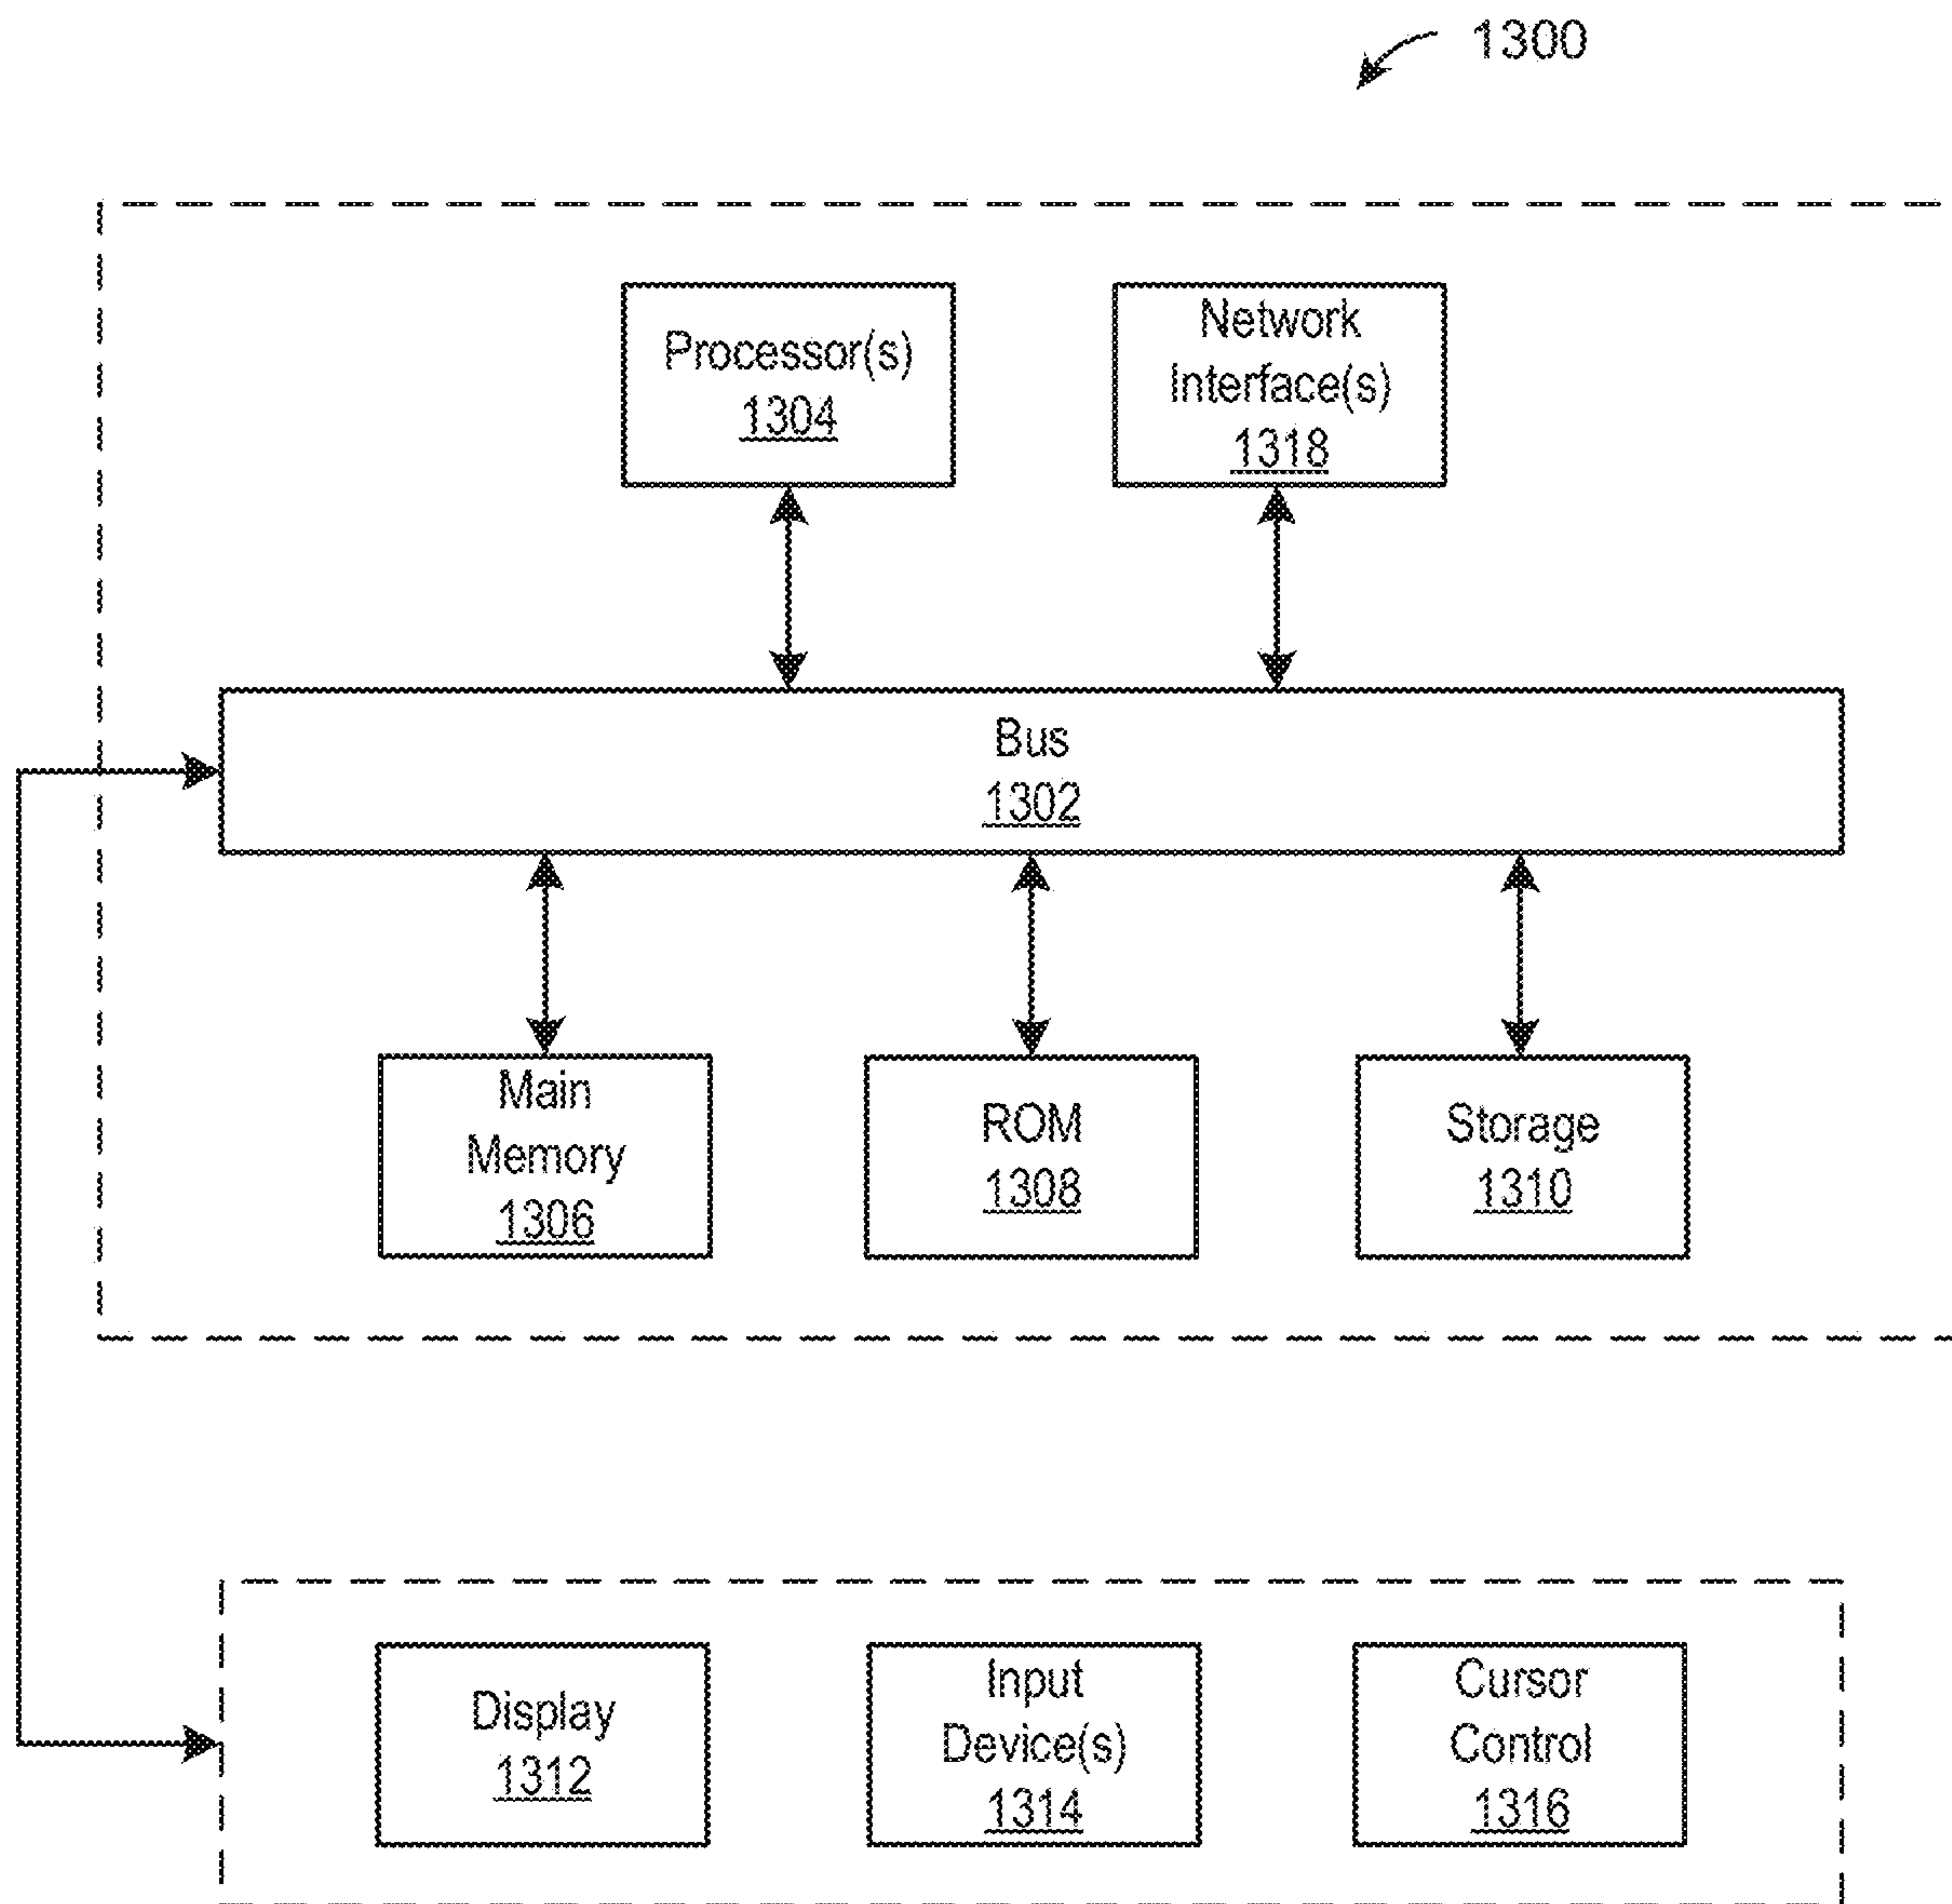 1300
Processor(s)
1304
Network
Interface(s)
1318
Bus
1302
Main
Memory
1306
ROM
1308
Storage
1310
Display
1312
Input
Device(s)
1314
Cursor
Control
1316